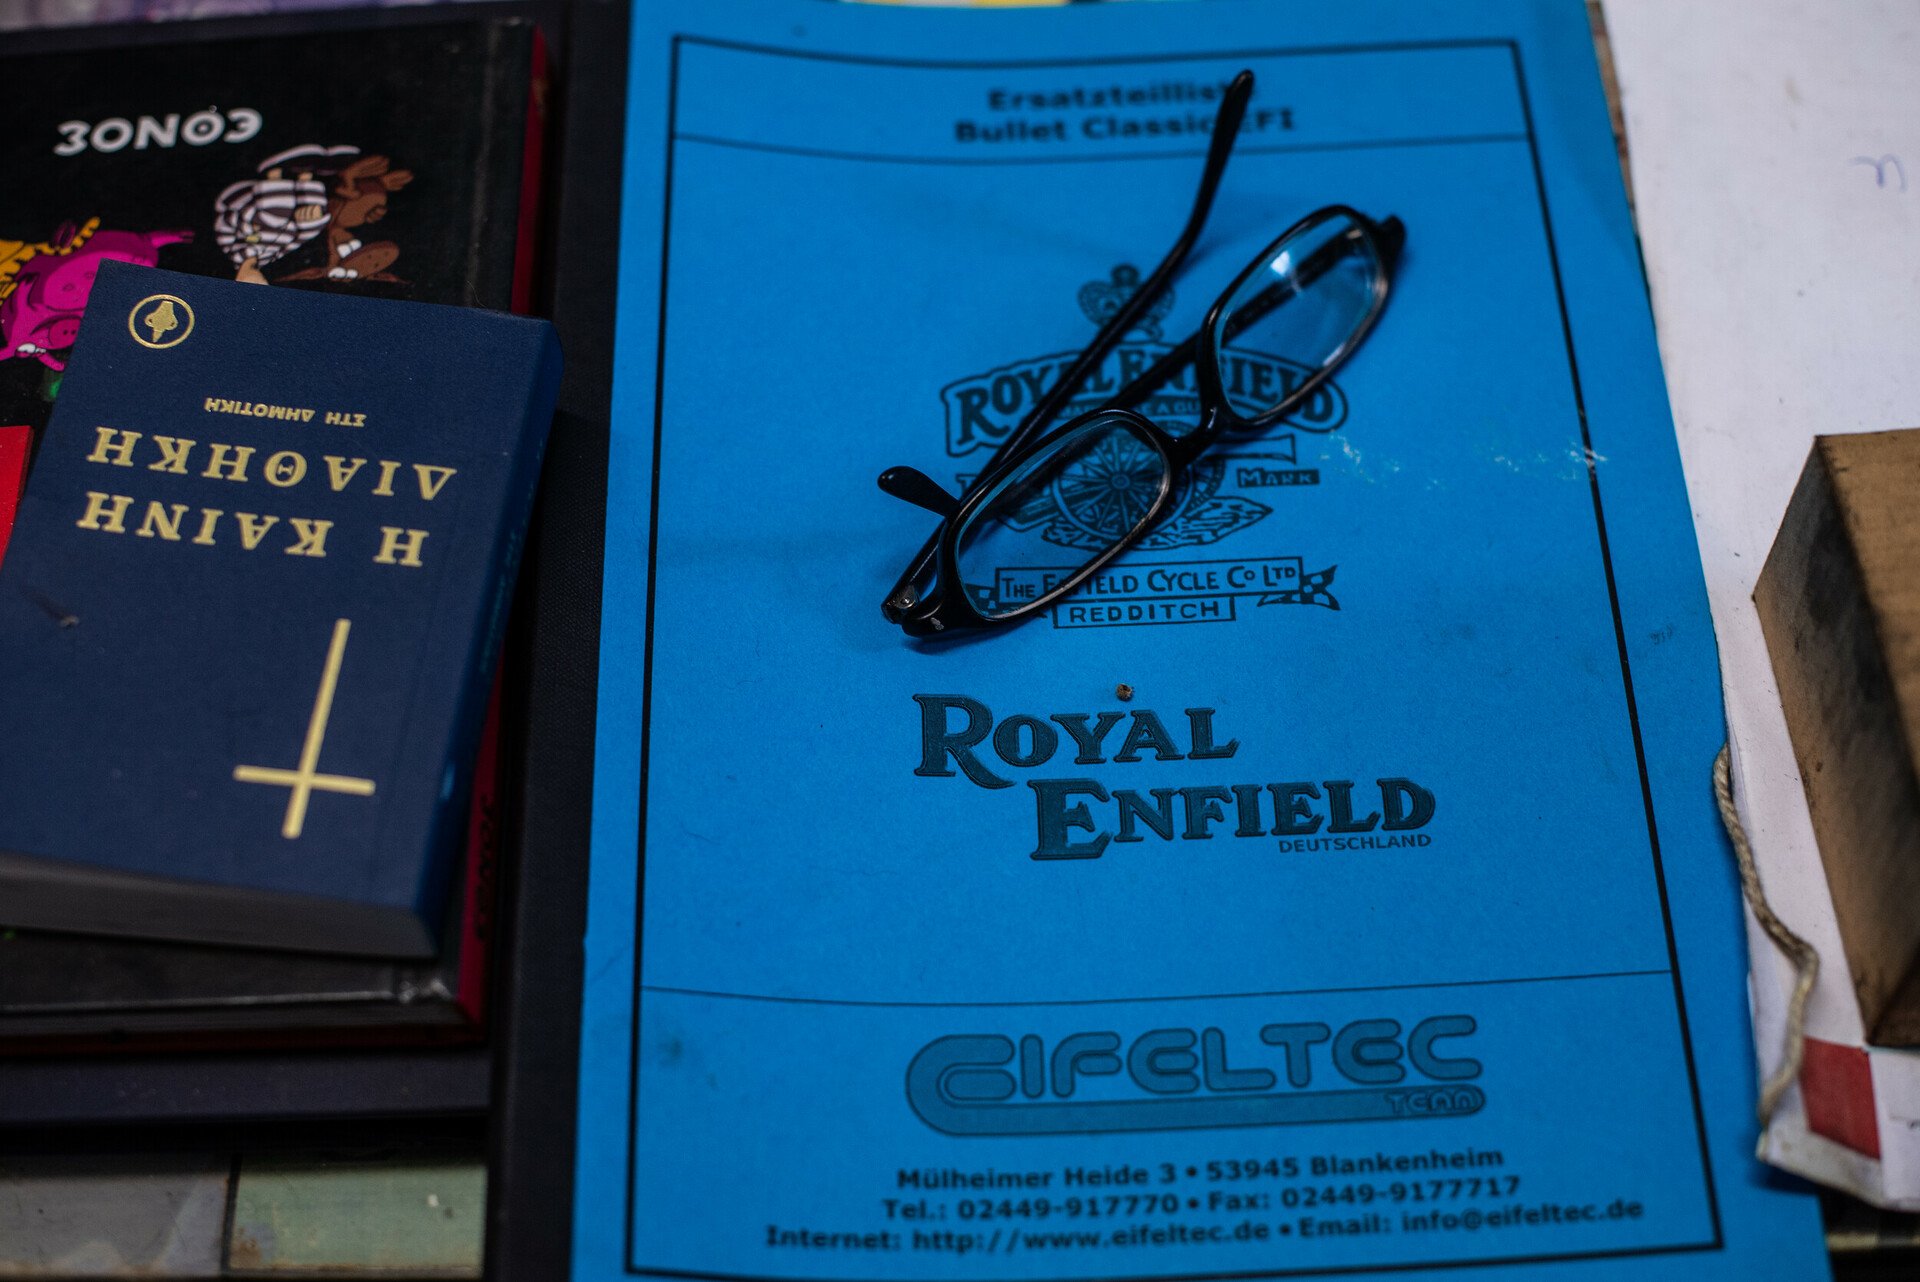 Η ΚΑΙΝΗ
ΔΙΑΘΗΚΗ
ΣΤΗ ΔΗΜΟΤΙΚΗ
Ersatzteilliste
Bullet Classic EFI
ROYAL ENFIELD
MARK
THE ENFIELD CYCLE CO LTD
REDDITCH
ROYAL
ENFIELD
DEUTSCHLAND
EIFELTEC
TEAM
Mülheimer Heide 3 • 53945 Blankenheim
Tel.: 02449-917770 • Fax: 02449-9177717
Internet: http://www.eifeltec.de • Email: info@eifeltec.de